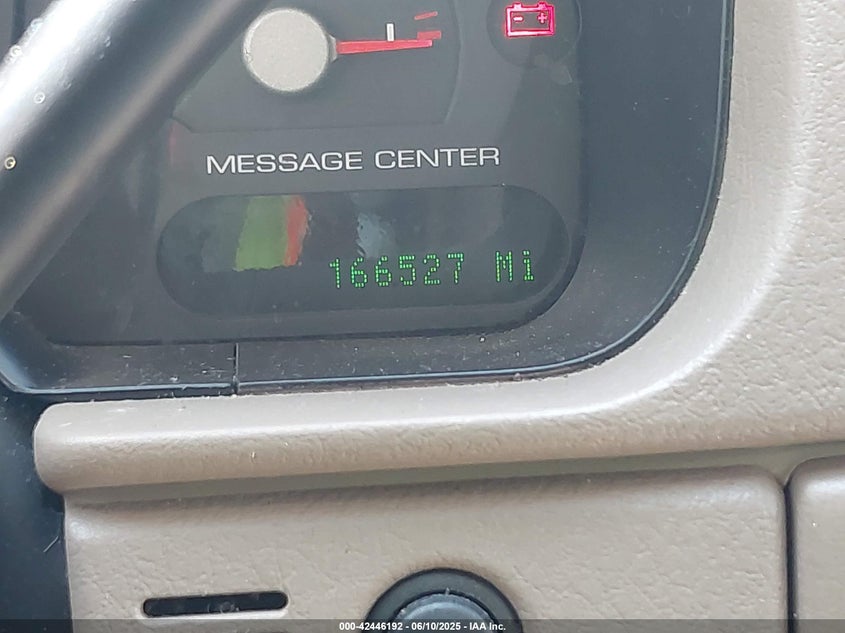 MESSAGE CENTER
166527 Mi
000-42446192 - 06/10/2025 - IAA Inc.